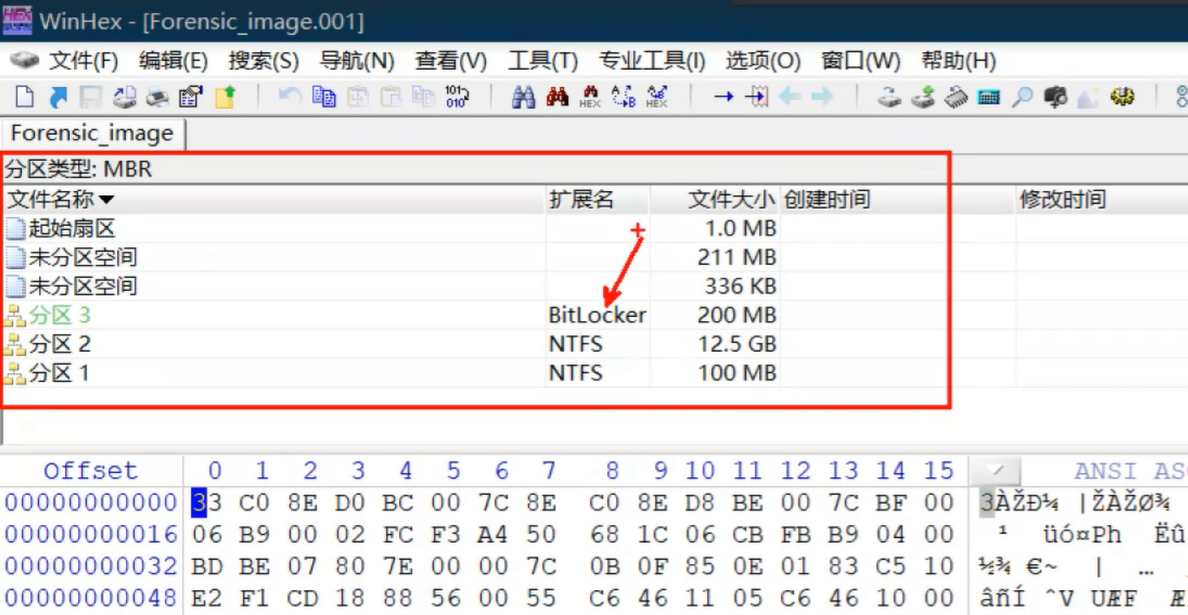 WinHex - [Forensic_image.001]
文件(F) 编辑(E) 搜索(S) 导航(N) 查看(V) 工具(T) 专业工具(I) 选项(O) 窗口(W) 帮助(H)
Forensic_image
分区类型: MBR
文件名称 扩展名 文件大小 创建时间 修改时间
起始扇区 1.0 MB
未分区空间 211 MB
未分区空间 336 KB
分区 3 BitLocker 200 MB
分区 2 NTFS 12.5 GB
分区 1 NTFS 100 MB
Offset 0 1 2 3 4 5 6 7 8 9 10 11 12 13 14 15 ANSI ASC
00000000000 33 C0 8E D0 BC 00 7C 8E C0 8E D8 BE 00 7C BF 00 3ÀŽÐ¼ |ŽÀŽØ¾
00000000016 06 B9 00 02 FC F3 A4 50 68 1C 06 CB FB B9 04 00 ¹ üó¤Ph Ëû
00000000032 BD BE 07 80 7E 00 00 7C 0B 0F 85 0E 01 83 C5 10 ½¾ €~ | …
00000000048 E2 F1 CD 18 88 56 00 55 C6 46 11 05 C6 46 10 00 âñÍ ˆV UÆF Æ